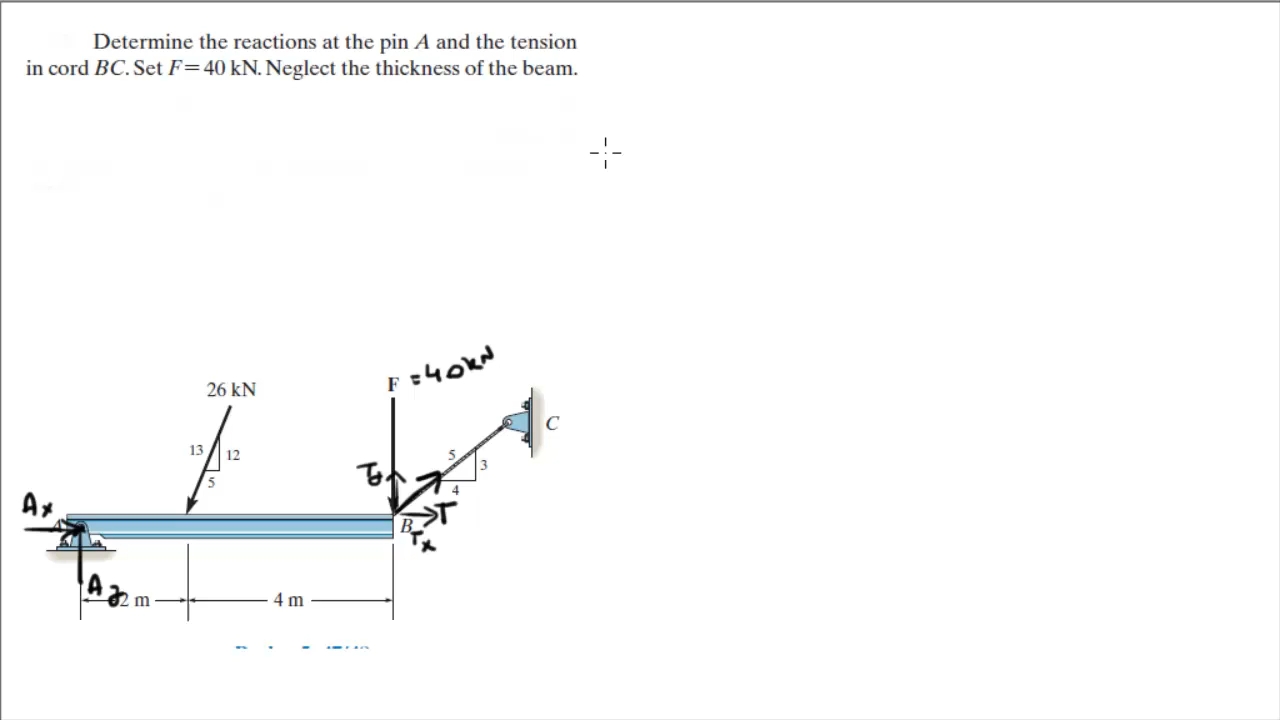 Determine the reactions at the pin A and the tension
in cord BC. Set F=40 kN. Neglect the thickness of the beam.
F =40kN
26 kN
C
13
12
5
5
3
4
Ty
Ax
A
B
T
Tx
Ay
2 m
4 m